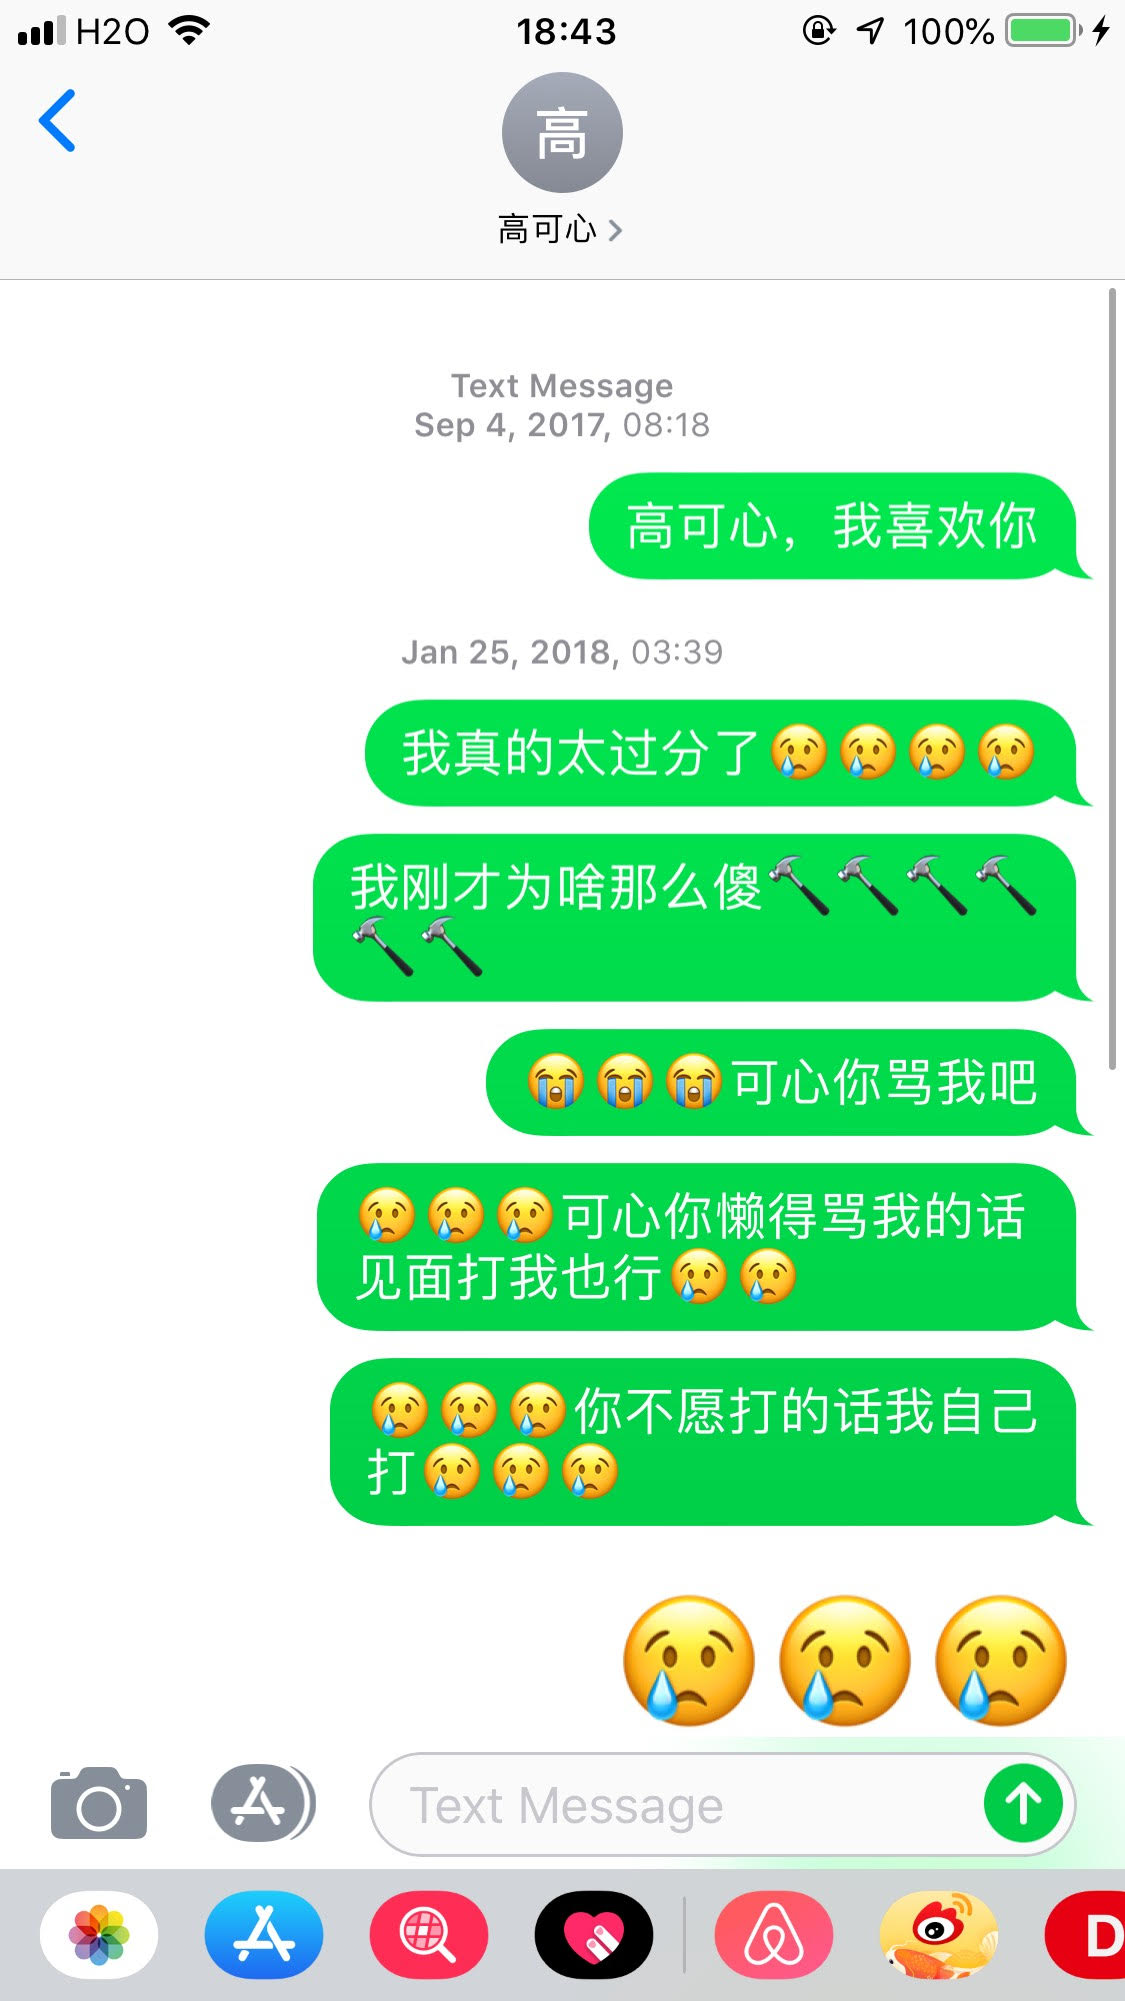 H2O 18:43 100%
高
高可心
Text Message
Sep 4, 2017, 08:18
高可心，我喜欢你
Jan 25, 2018, 03:39
我真的太过分了😢😢😢😢
我刚才为啥那么傻🔨🔨🔨🔨
🔨🔨
😭😭😭可心你骂我吧
😢😢😢可心你懒得骂我的话
见面打我也行😢😢
😢😢😢你不愿打的话我自己
打😢😢😢
😢😢😢
Text Message
D